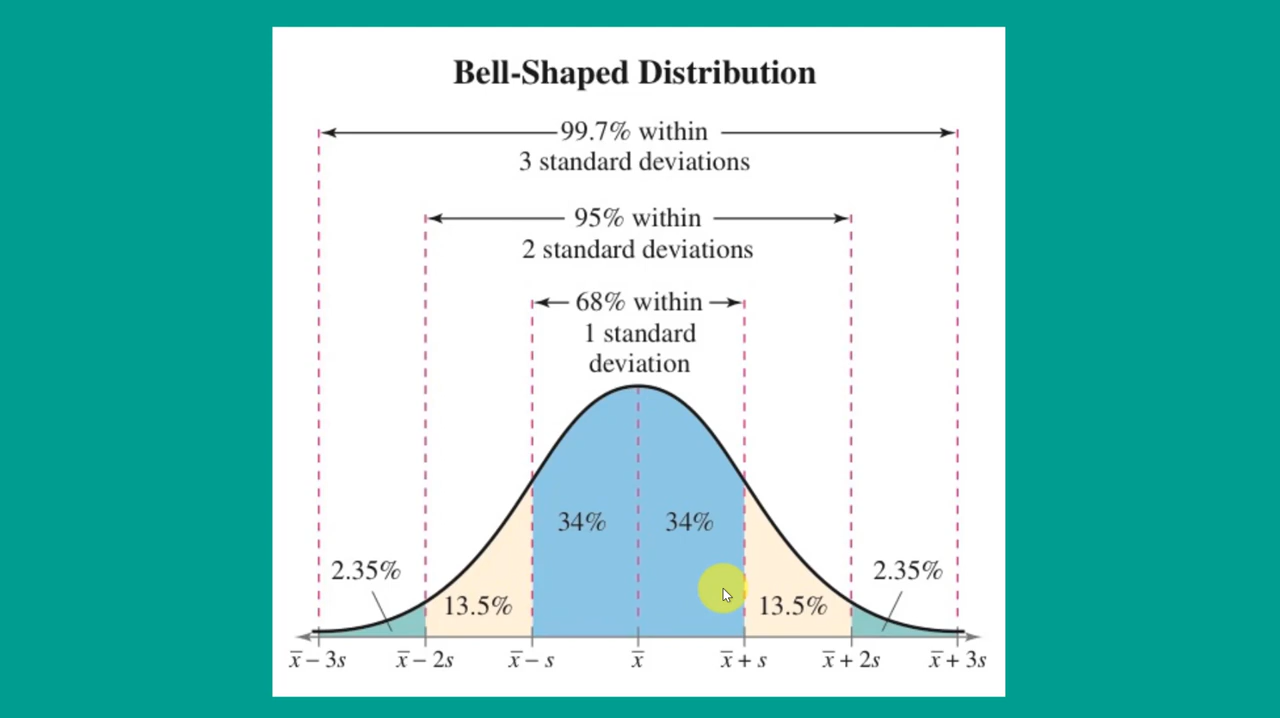 Bell-Shaped Distribution
99.7% within
3 standard deviations
95% within
2 standard deviations
68% within
1 standard
deviation
34% 34%
2.35% 2.35%
13.5% 13.5%
x̅ – 3s x̅ – 2s x̅ – s x̅ x̅ + s x̅ + 2s x̅ + 3s